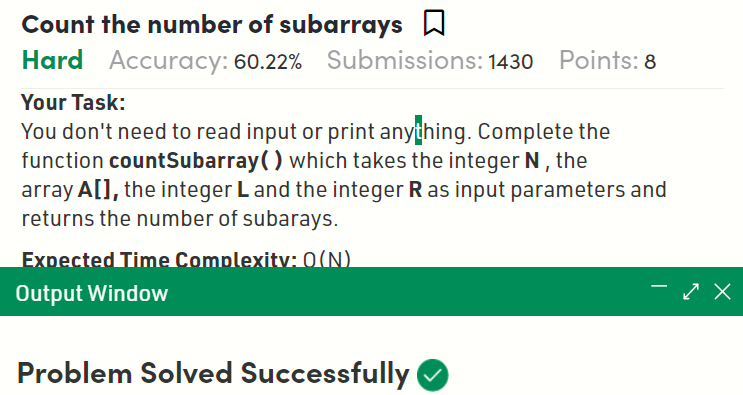 Count the number of subarrays
Hard Accuracy: 60.22% Submissions: 1430 Points: 8
Your Task:
You don't need to read input or print anything. Complete the
function countSubarray( ) which takes the integer N , the
array A[], the integer L and the integer R as input parameters and
returns the number of subarays.
Expected Time Complexity: O(N)
Output Window
Problem Solved Successfully